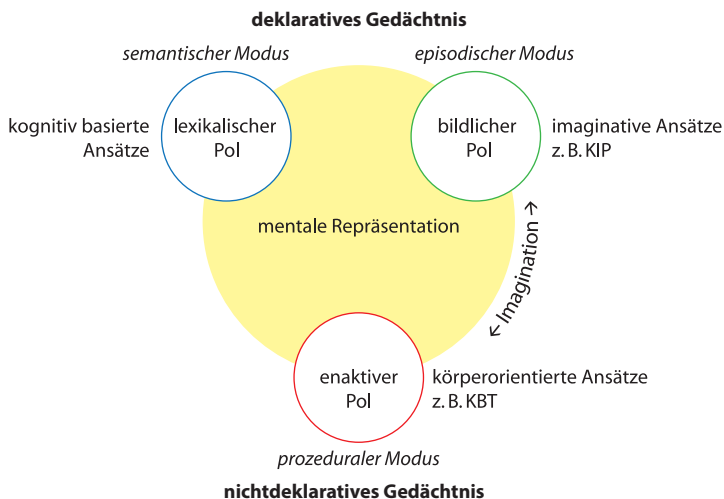 deklaratives Gedächtnis
semantischer Modus
episodischer Modus
kognitiv basierte
Ansätze
lexikalischer
Pol
bildlicher
Pol
imaginative Ansätze
z. B. KIP
mentale Repräsentation
← Imagination →
enaktiver
Pol
körperorientierte Ansätze
z. B. KBT
prozeduraler Modus
nichtdeklaratives Gedächtnis